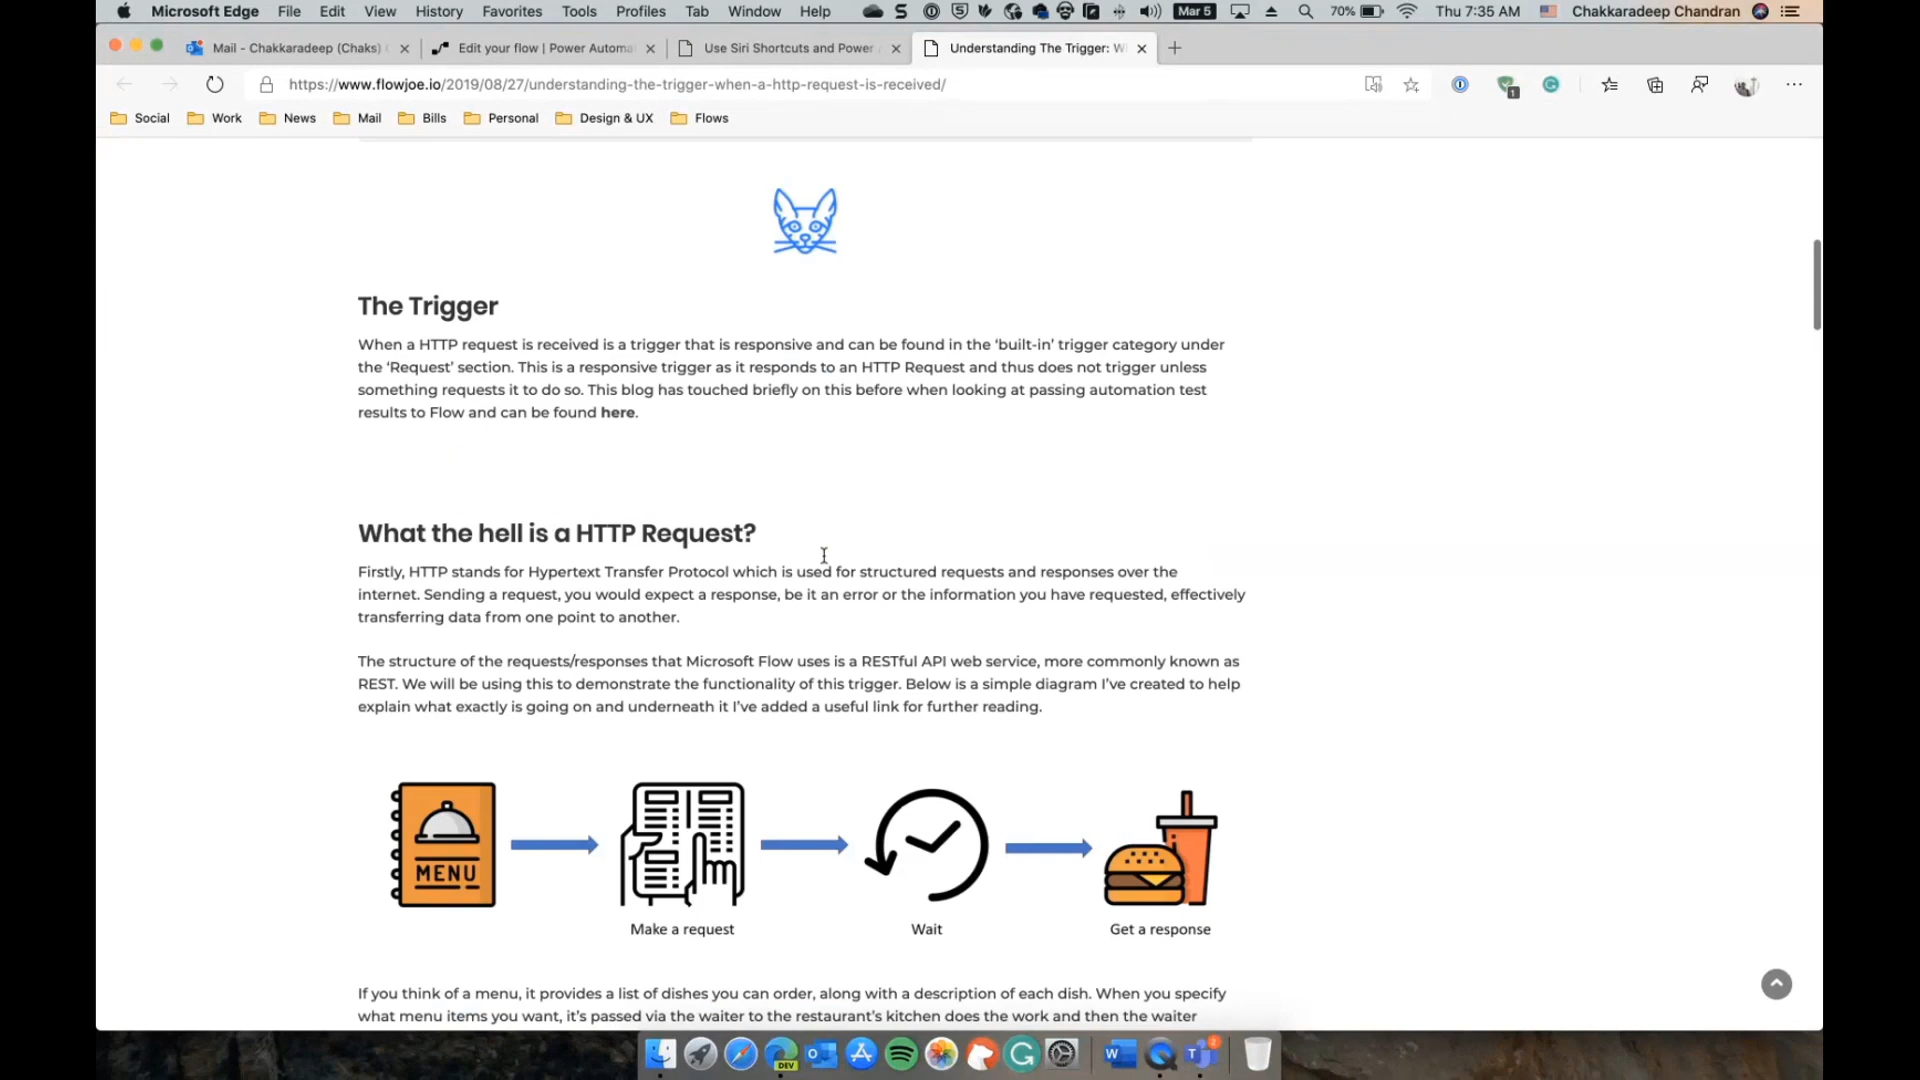 Microsoft Edge File Edit View History Favorites Tools Profiles Tab Window Help Mar 5 70% Thu 7:35 AM Chakkaradeep Chandran
Mail - Chakkaradeep (Chaks) Edit your flow | Power Automa Use Siri Shortcuts and Power Understanding The Trigger: W
https://www.flowjoe.io/2019/08/27/understanding-the-trigger-when-a-http-request-is-received/ 1
Social Work News Mail Bills Personal Design & UX Flows
The Trigger
When a HTTP request is received is a trigger that is responsive and can be found in the ‘built-in’ trigger category under
the ‘Request’ section. This is a responsive trigger as it responds to an HTTP Request and thus does not trigger unless
something requests it to do so. This blog has touched briefly on this before when looking at passing automation test
results to Flow and can be found here.
What the hell is a HTTP Request?
Firstly, HTTP stands for Hypertext Transfer Protocol which is used for structured requests and responses over the
internet. Sending a request, you would expect a response, be it an error or the information you have requested, effectively
transferring data from one point to another.
The structure of the requests/responses that Microsoft Flow uses is a RESTful API web service, more commonly known as
REST. We will be using this to demonstrate the functionality of this trigger. Below is a simple diagram I’ve created to help
explain what exactly is going on and underneath it I’ve added a useful link for further reading.
MENU
Make a request Wait Get a response
If you think of a menu, it provides a list of dishes you can order, along with a description of each dish. When you specify
what menu items you want, it’s passed via the waiter to the restaurant’s kitchen does the work and then the waiter
DEV